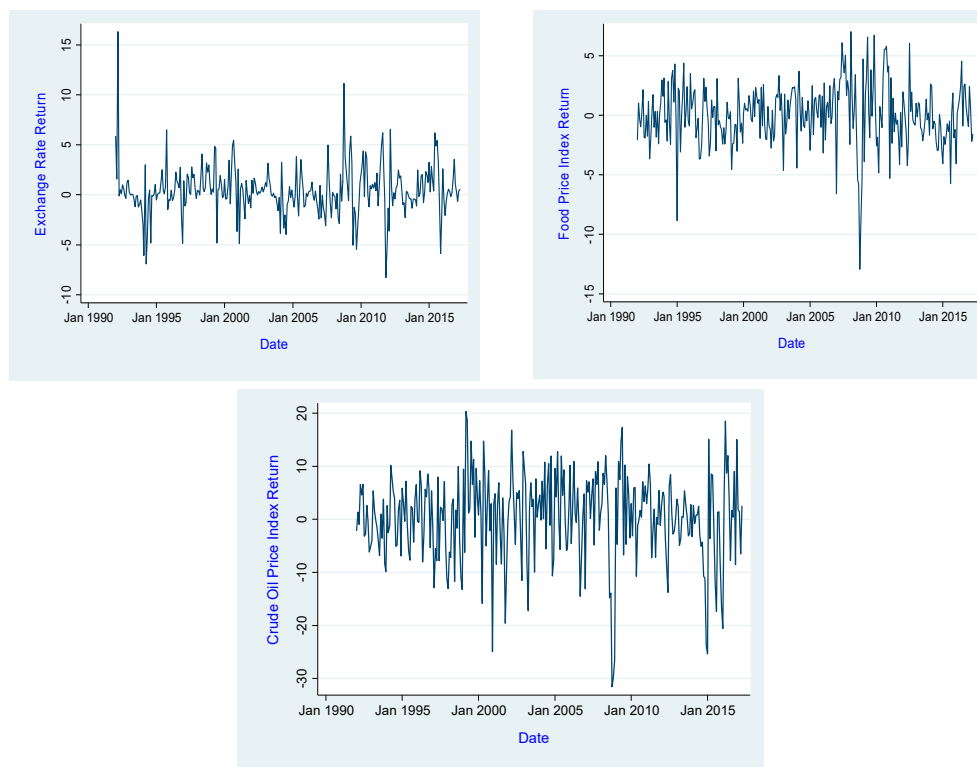 Exchange Rate Return
15
10
5
0
-5
-10
Jan 1990 Jan 1995 Jan 2000 Jan 2005 Jan 2010 Jan 2015
Date
Food Price Index Return
5
0
-5
-10
-15
Jan 1990 Jan 1995 Jan 2000 Jan 2005 Jan 2010 Jan 2015
Date
Crude Oil Price Index Return
20
10
0
-10
-20
-30
Jan 1990 Jan 1995 Jan 2000 Jan 2005 Jan 2010 Jan 2015
Date